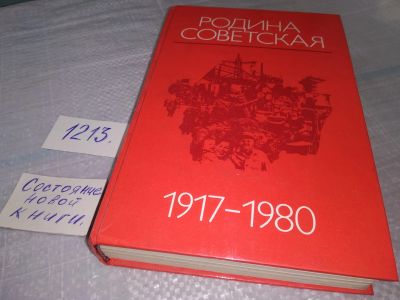 РОДИНА
СОВЕТСКАЯ
1917-1980
1213.
Состояние
новой
книги.